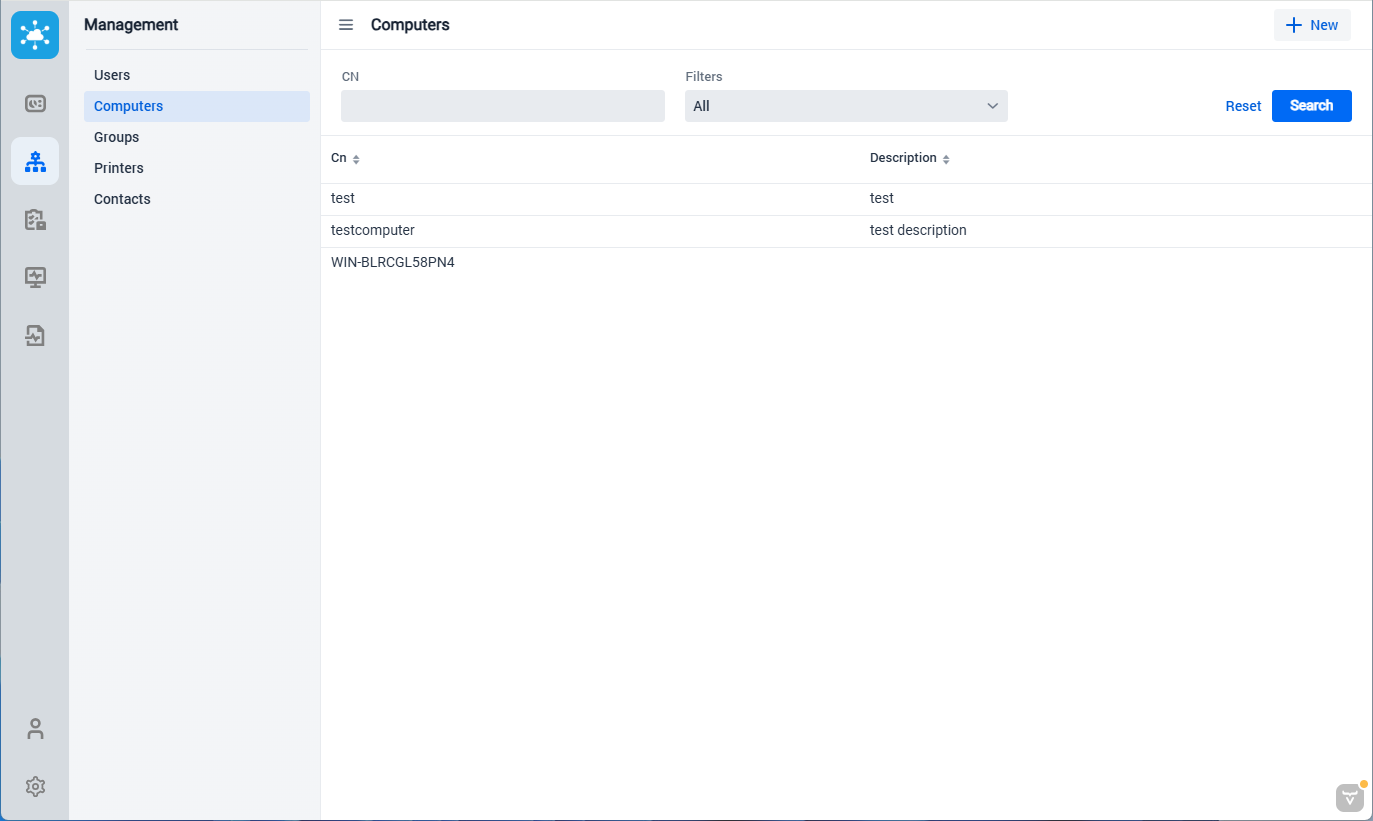 Management
Computers
New
Users
Computers
Groups
Printers
Contacts
CN
Filters
All
Reset
Search
Cn
Description
test
test
testcomputer
test description
WIN-BLRCGL58PN4